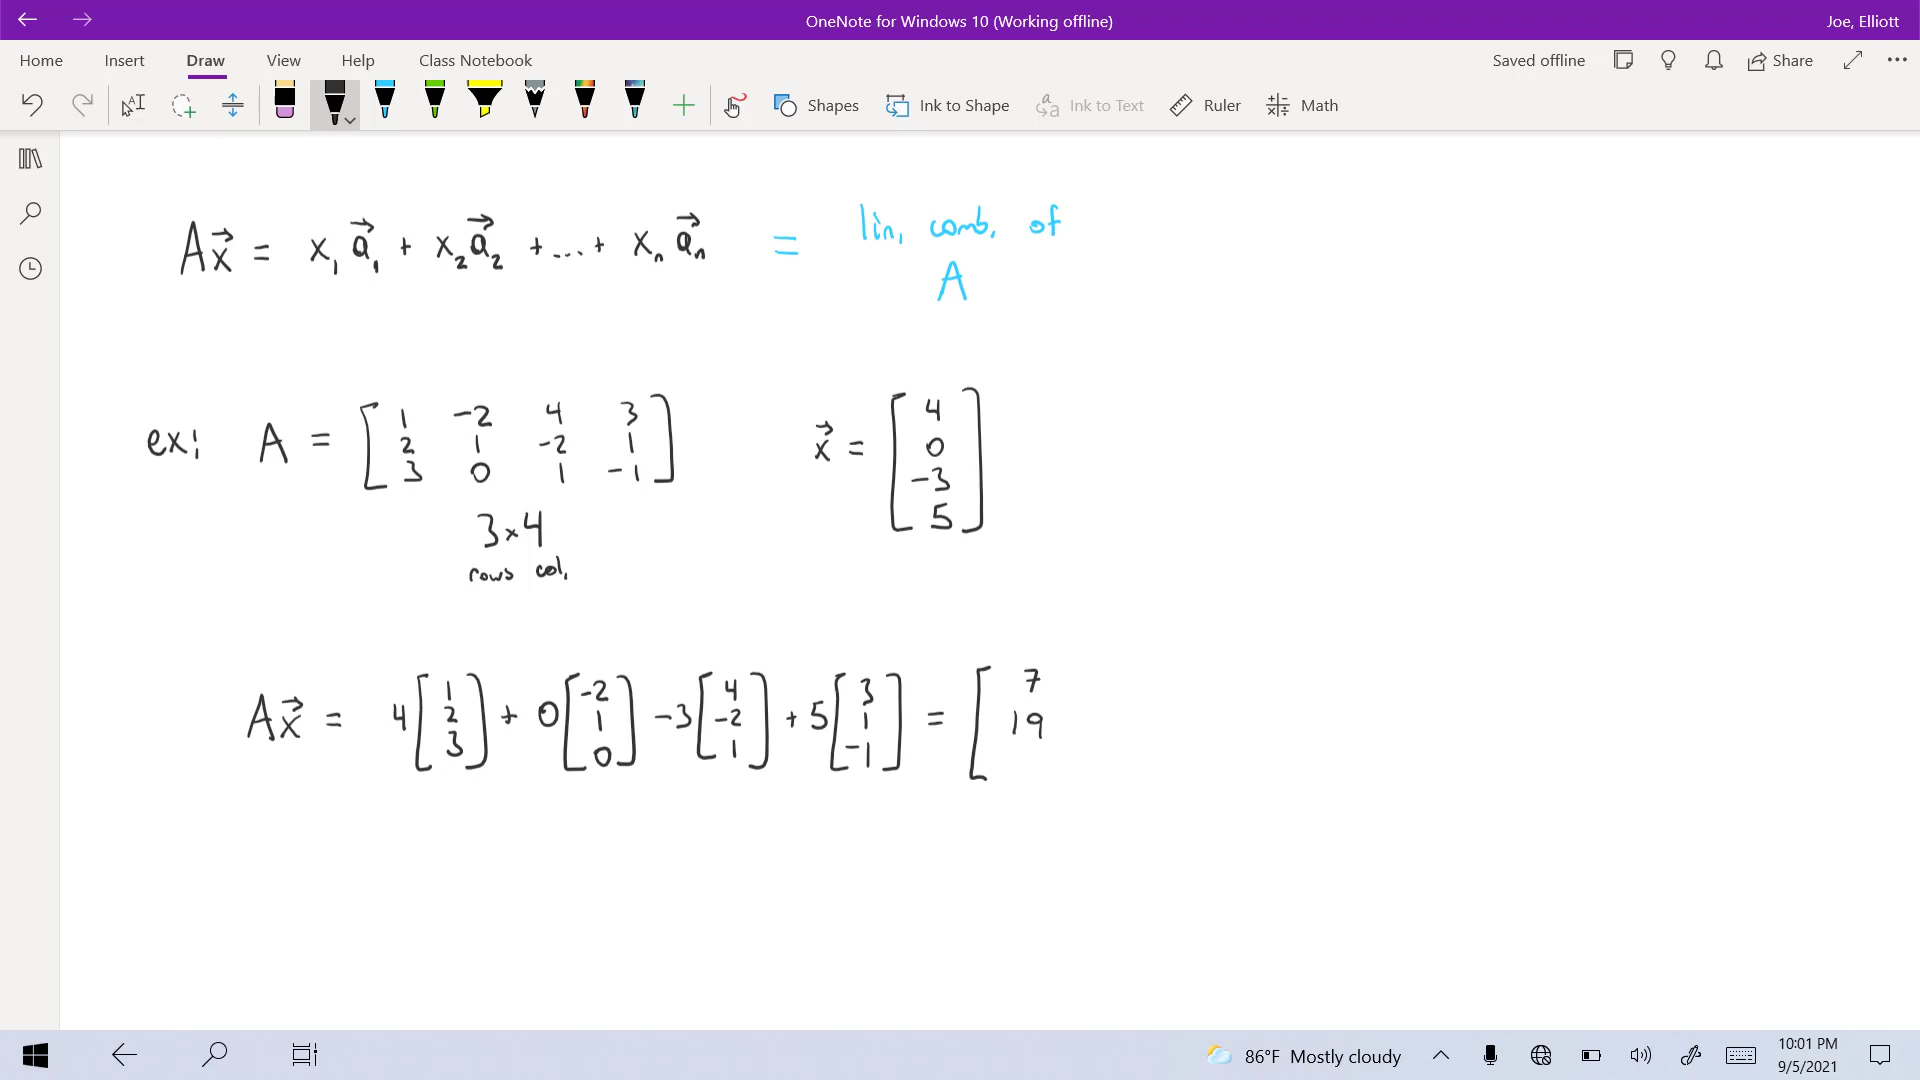 OneNote for Windows 10 (Working offline)
Joe, Elliott
Home Insert Draw View Help Class Notebook
Saved offline
Share
Shapes
Ink to Shape
Ink to Text
Ruler
Math
Ax⃗ = x₁a⃗₁ + x₂a⃗₂ + ... + xₙa⃗ₙ = lin. comb. of
A
ex: A = [ 1 -2 4 3
2 1 -2 1
3 0 1 -1 ]
x⃗ = [ 4
0
-3
5 ]
3×4
rows col.
Ax⃗ = 4 [ 1 2 3 ] + 0 [ -2 1 0 ] -3 [ 4 -2 1 ] + 5 [ 3 1 -1 ] = [ 7
19
86°F Mostly cloudy
10:01 PM
9/5/2021